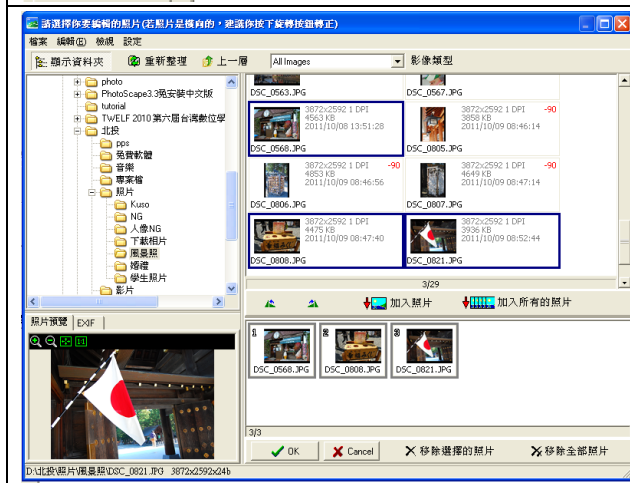 請選擇你要編輯的照片(若照片是橫向的，建議你按下旋轉按鈕轉正)
檔案 編輯(E) 檢視 設定
顯示資料夾 重新整理 上一層 All Images 影像類型
photo
PhotoScape3.3免安裝中文版
tutorial
TWELF 2010 第六屆台灣數位學
北投
pps
免費軟體
音樂
專案檔
照片
Kuso
NG
人像NG
下載相片
風景照
婚禮
學生照片
影片
DSC_0563.JPG
DSC_0567.JPG
3872x2592 1 DPI
4563 KB
2011/10/08 13:51:28
DSC_0568.JPG
3872x2592 1 DPI -90
3858 KB
2011/10/09 08:46:14
DSC_0805.JPG
3872x2592 1 DPI -90
4853 KB
2011/10/09 08:46:56
DSC_0806.JPG
3872x2592 1 DPI -90
4649 KB
2011/10/09 08:47:14
DSC_0807.JPG
3872x2592 1 DPI
4475 KB
2011/10/09 08:47:40
DSC_0808.JPG
3872x2592 1 DPI
3936 KB
2011/10/09 08:52:44
DSC_0821.JPG
3/29
加入照片 加入所有的照片
照片預覽 EXIF
1:1
1 2 3
DSC_0568.JPG DSC_0808.JPG DSC_0821.JPG
3/3
OK Cancel 移除選擇的照片 移除全部照片
D:\北投\照片\風景照\DSC_0821.JPG 3872x2592x24b